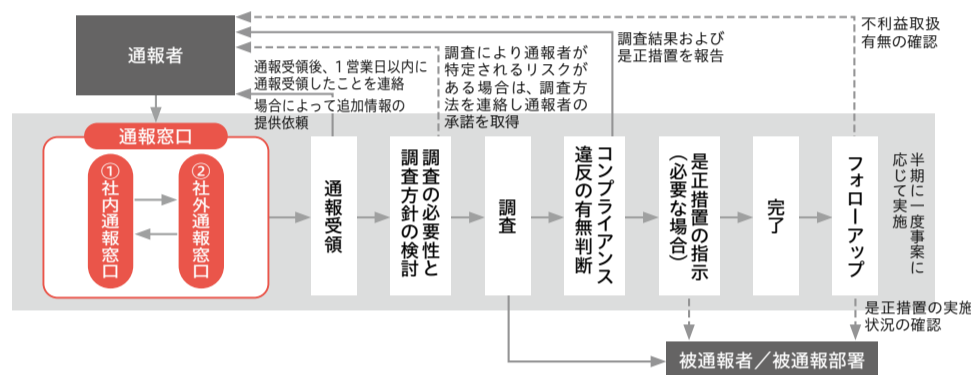 通報者
通報受領後、1営業日以内に
通報受領したことを連絡
場合によって追加情報の
提供依頼
調査により通報者が
特定されるリスクが
ある場合は、調査方
法を連絡し通報者の
承諾を取得
調査結果および
是正措置を報告
不利益取扱
有無の確認
通報窓口
①社内通報窓口
②社外通報窓口
通報受領
調査の必要性と
調査方針の検討
調査
コンプライアンス
違反の有無判断
是正措置の指示
(必要な場合)
完了
フォローアップ
半期に一度事案に
応じて実施
是正措置の実施
状況の確認
被通報者／被通報部署